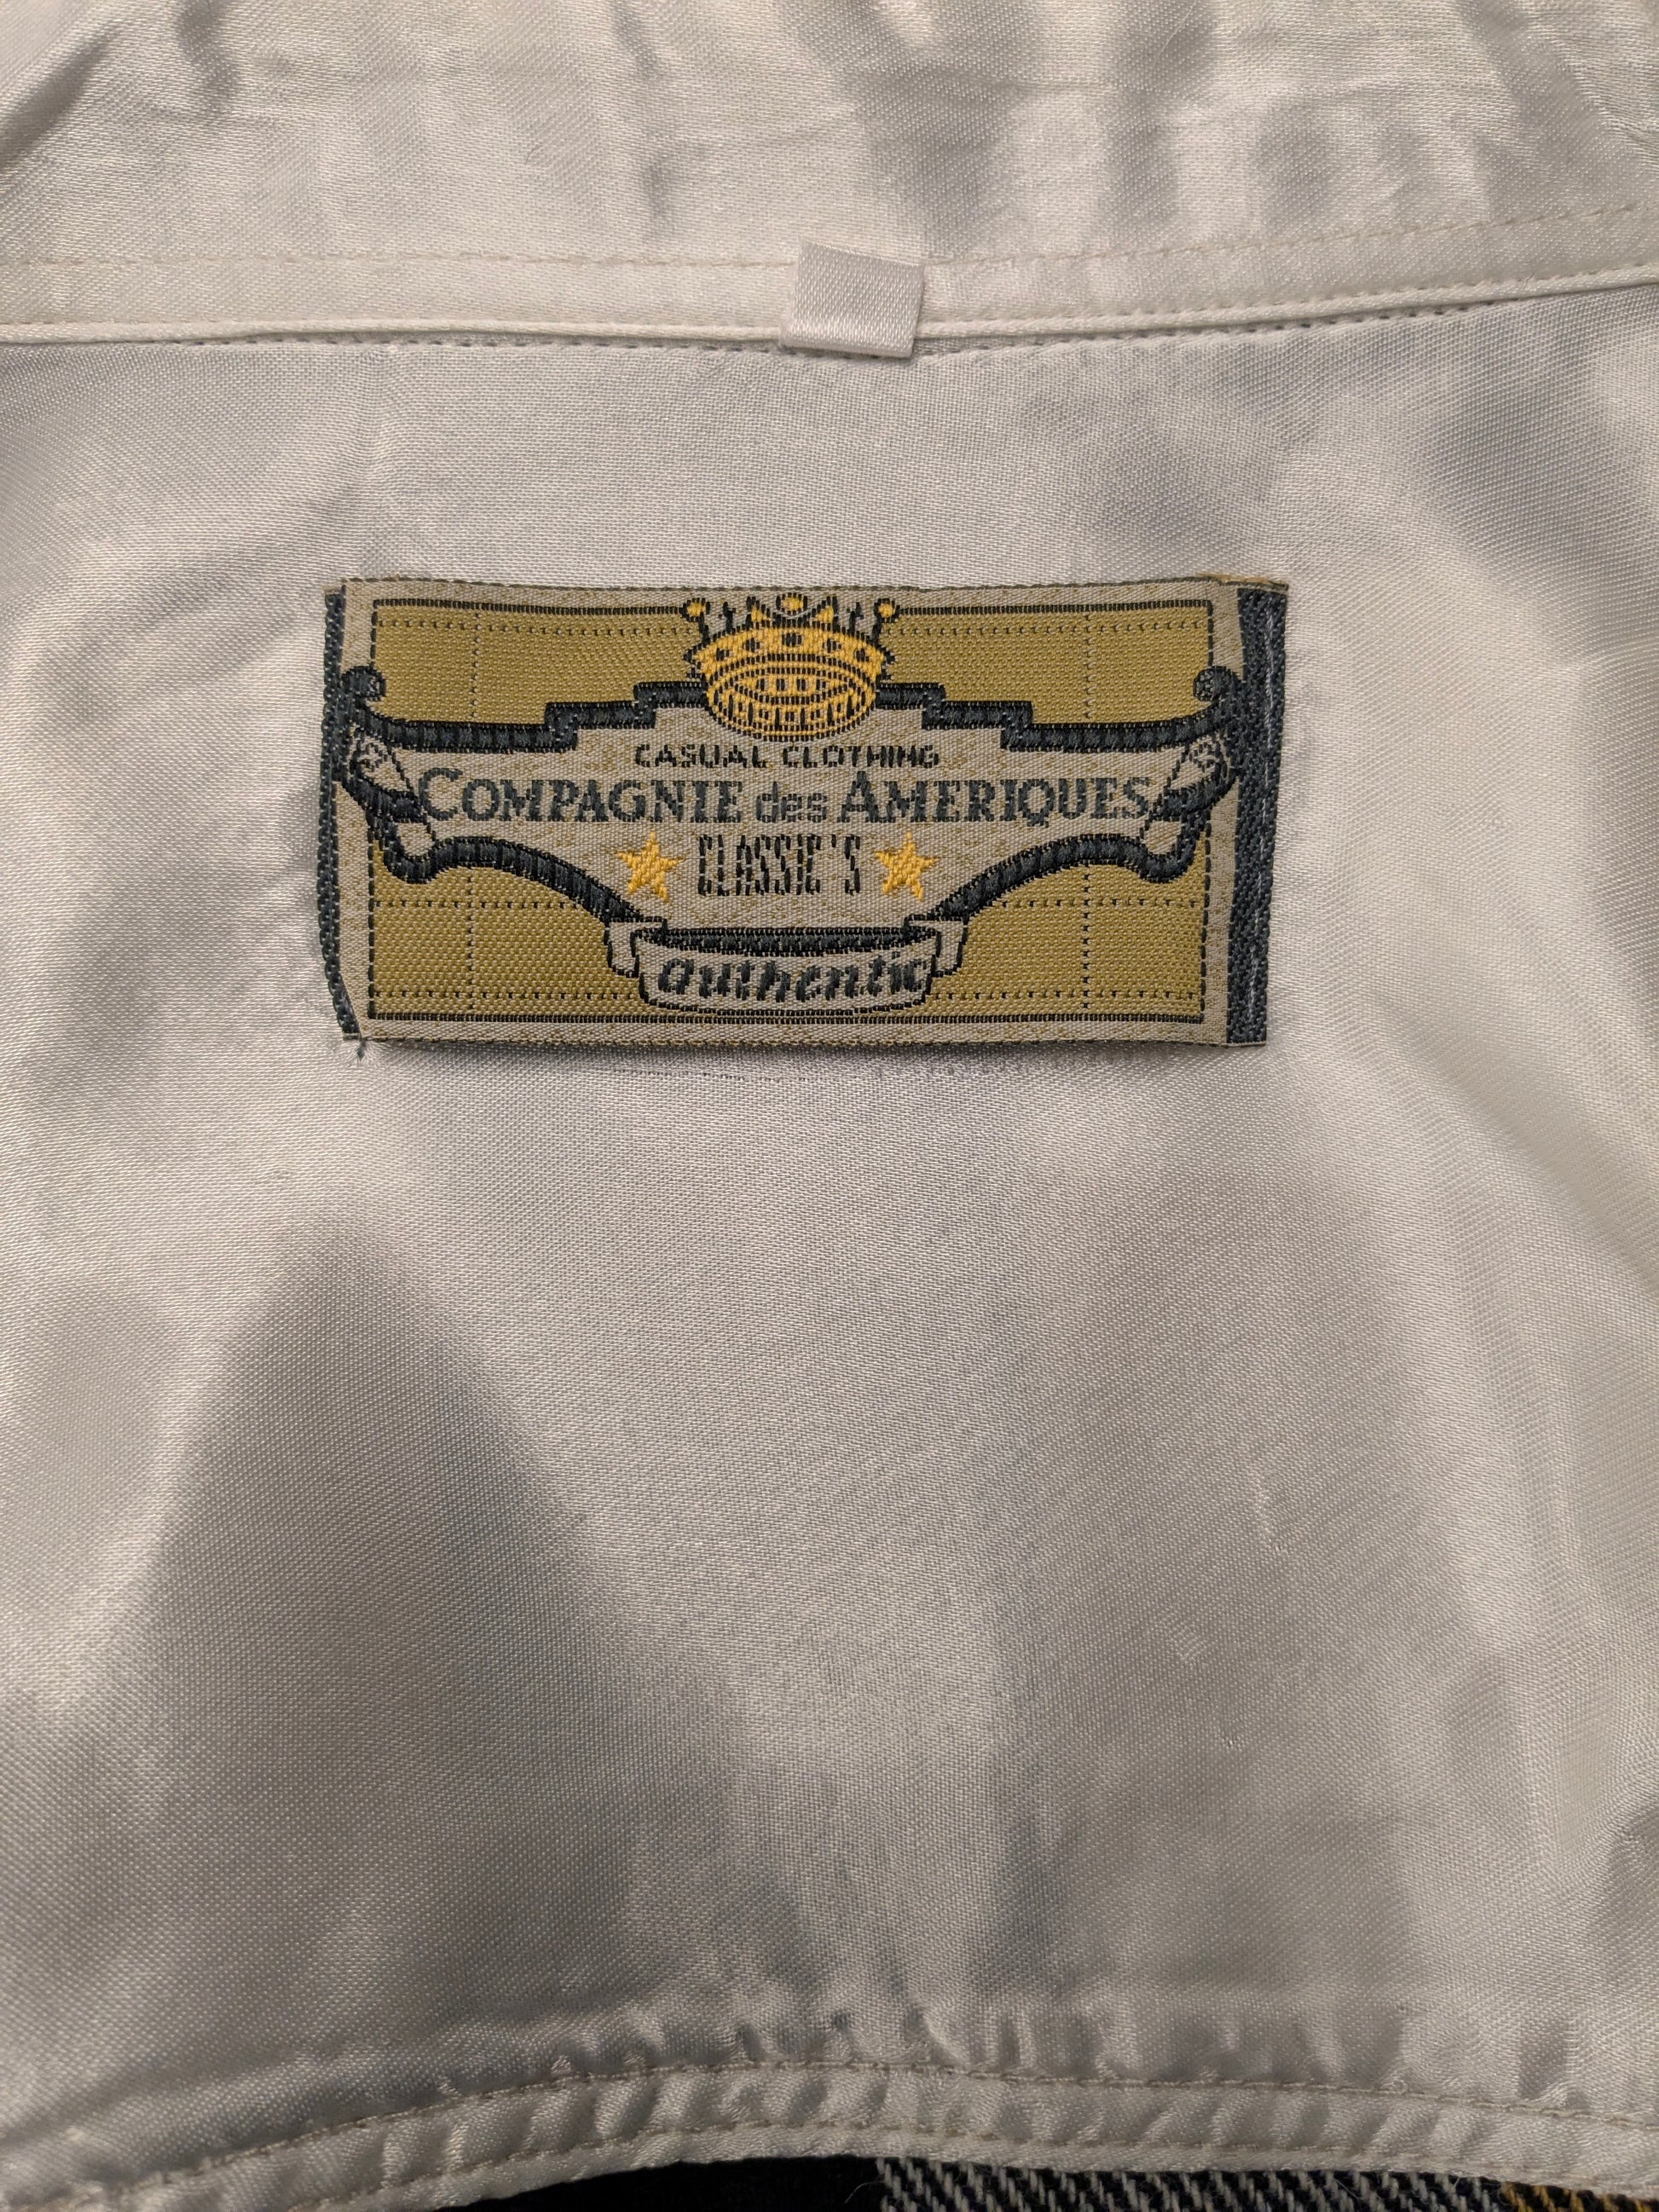 CASUAL CLOTHING
COMPAGNIE des AMERIQUES
CLASSIC'S
authentic